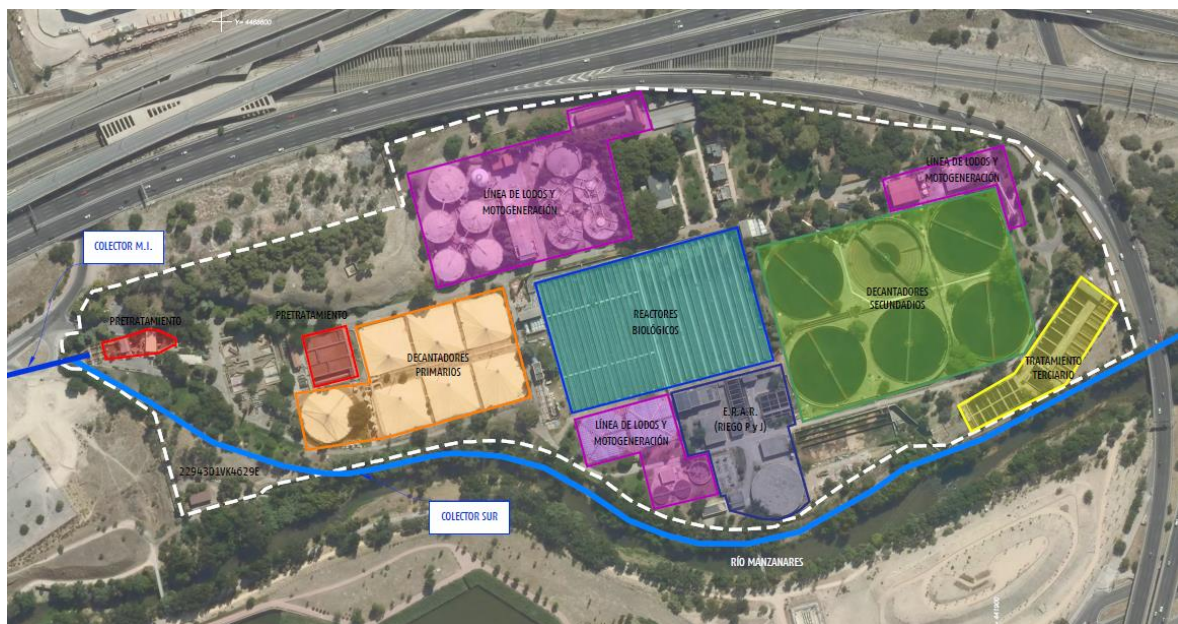 Y= 4466600
LÍNEA DE LODOS Y
MOTOGENERACIÓN
LÍNEA DE LODOS Y
MOTOGENERACIÓN
COLECTOR M.I.
PRETRATAMIENTO
PRETRATAMIENTO
DECANTADORES
PRIMARIOS
REACTORES
BIOLÓGICOS
DECANTADORES
SECUNDADIOS
TRATAMIENTO
TERCIARIO
LÍNEA DE LODOS Y
MOTOGENERACIÓN
E.R.A.R.
(RIEGO P y J)
2294301VK4629E
COLECTOR SUR
RÍO MANZANARES